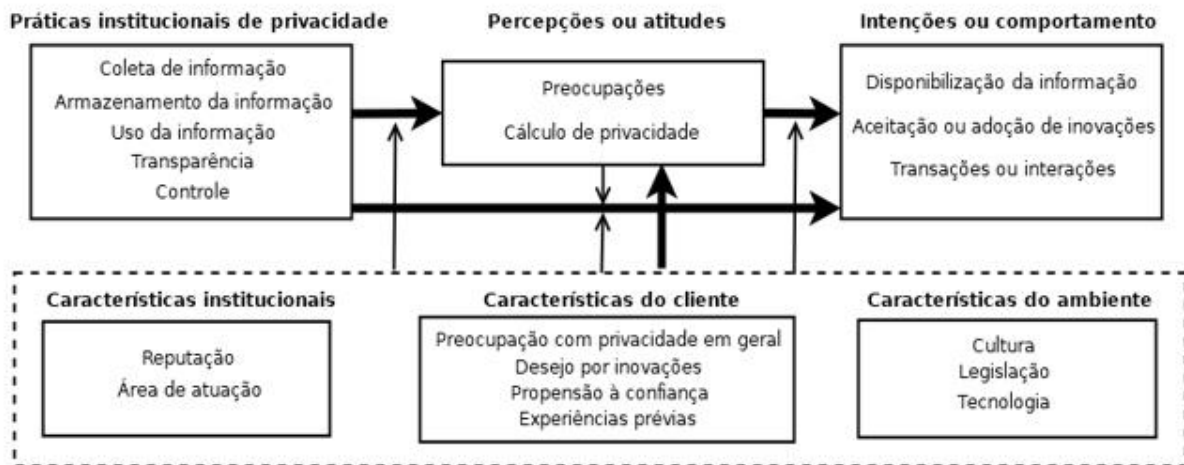 Práticas institucionais de privacidade
Coleta de informação
Armazenamento da informação
Uso da informação
Transparência
Controle
Percepções ou atitudes
Preocupações
Cálculo de privacidade
Intenções ou comportamento
Disponibilização da informação
Aceitação ou adoção de inovações
Transações ou interações
Características institucionais
Reputação
Área de atuação
Características do cliente
Preocupação com privacidade em geral
Desejo por inovações
Propensão à confiança
Experiências prévias
Características do ambiente
Cultura
Legislação
Tecnologia